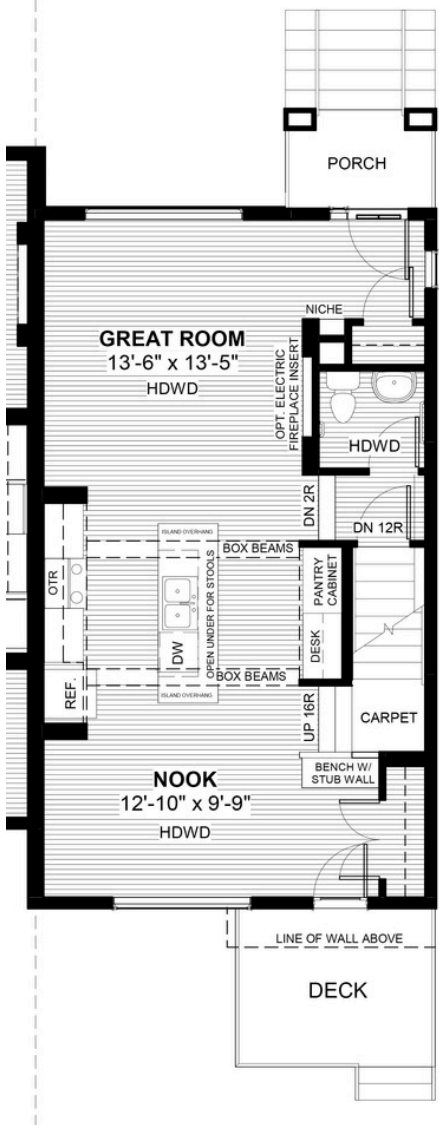 PORCH
NICHE
GREAT ROOM
13'-6" x 13'-5"
HDWD
OPT. ELECTRIC
FIREPLACE INSERT
HDWD
DN 2R
DN 12R
ISLAND OVERHANG
BOX BEAMS
OTR
OPEN UNDER FOR STOOLS
DW
PANTRY
CABINET
DESK
REF.
BOX BEAMS
ISLAND OVERHANG
UP 16R
CARPET
BENCH W/
STUB WALL
NOOK
12'-10" x 9'-9"
HDWD
LINE OF WALL ABOVE
DECK